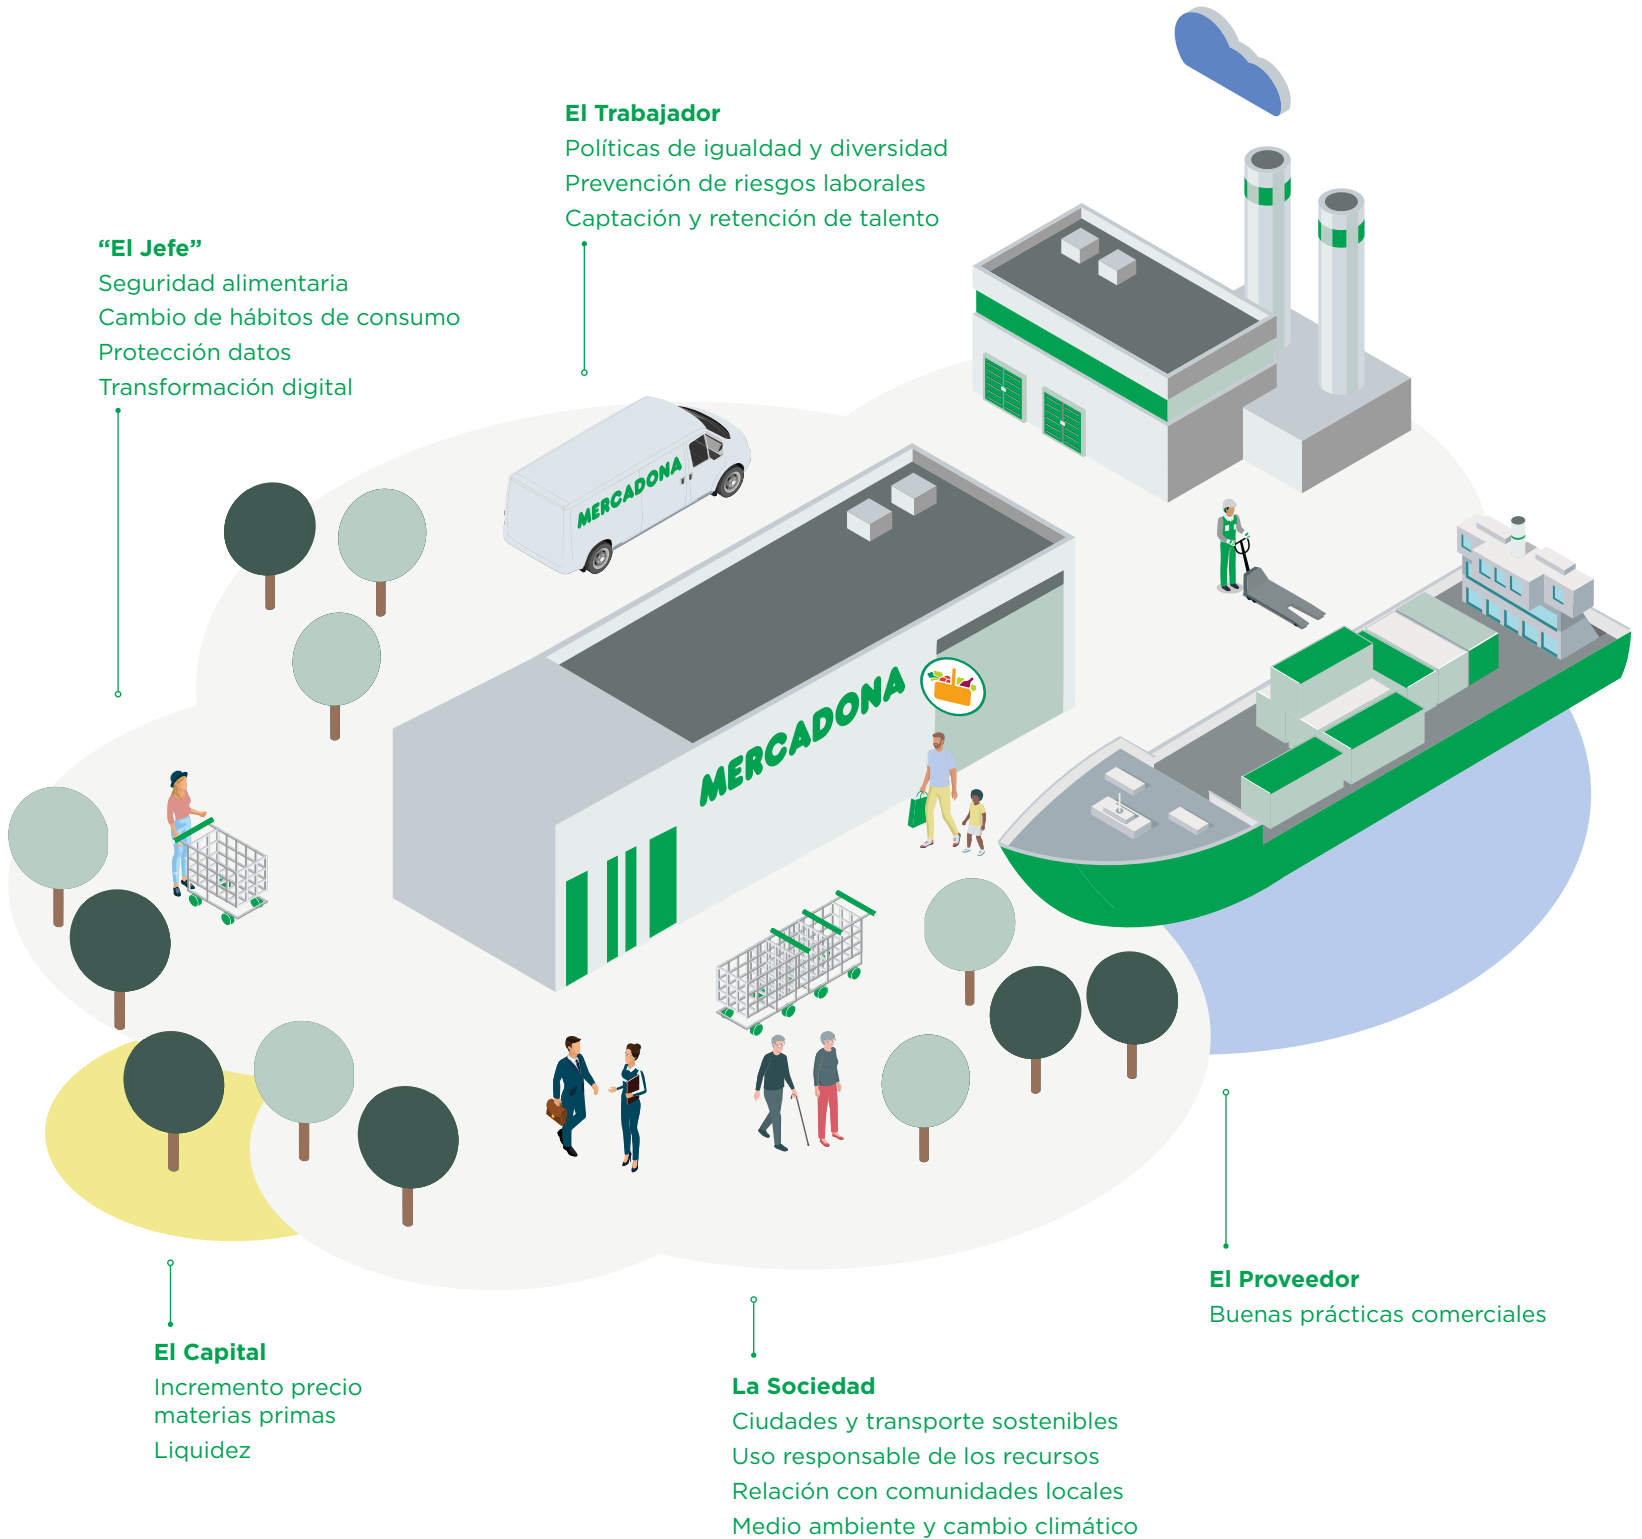 El Trabajador
Políticas de igualdad y diversidad
Prevención de riesgos laborales
Captación y retención de talento
“El Jefe”
Seguridad alimentaria
Cambio de hábitos de consumo
Protección datos
Transformación digital
MERCADONA
MERCADONA
El Proveedor
Buenas prácticas comerciales
El Capital
Incremento precio
materias primas
Liquidez
La Sociedad
Ciudades y transporte sostenibles
Uso responsable de los recursos
Relación con comunidades locales
Medio ambiente y cambio climático